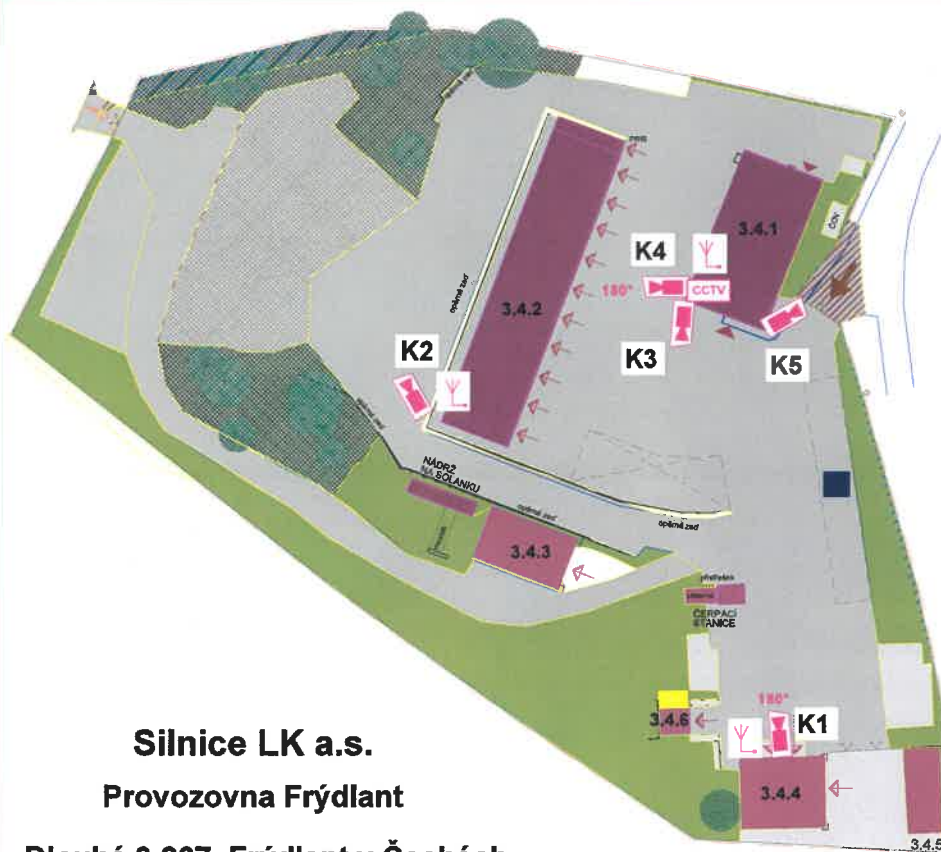 3.4.1
ČOV
K4
180°
CCTV
opěrná zeď
3.4.2
K2
K3
K5
NÁDRŽ
NA SOLANKU
opěrná zeď
opěrná zeď
3.4.3
přístřešek
ČERPACÍ
STANICE
180°
3.4.6
K1
Silnice LK a.s.
Provozovna Frýdlant
3.4.4
3.4.5